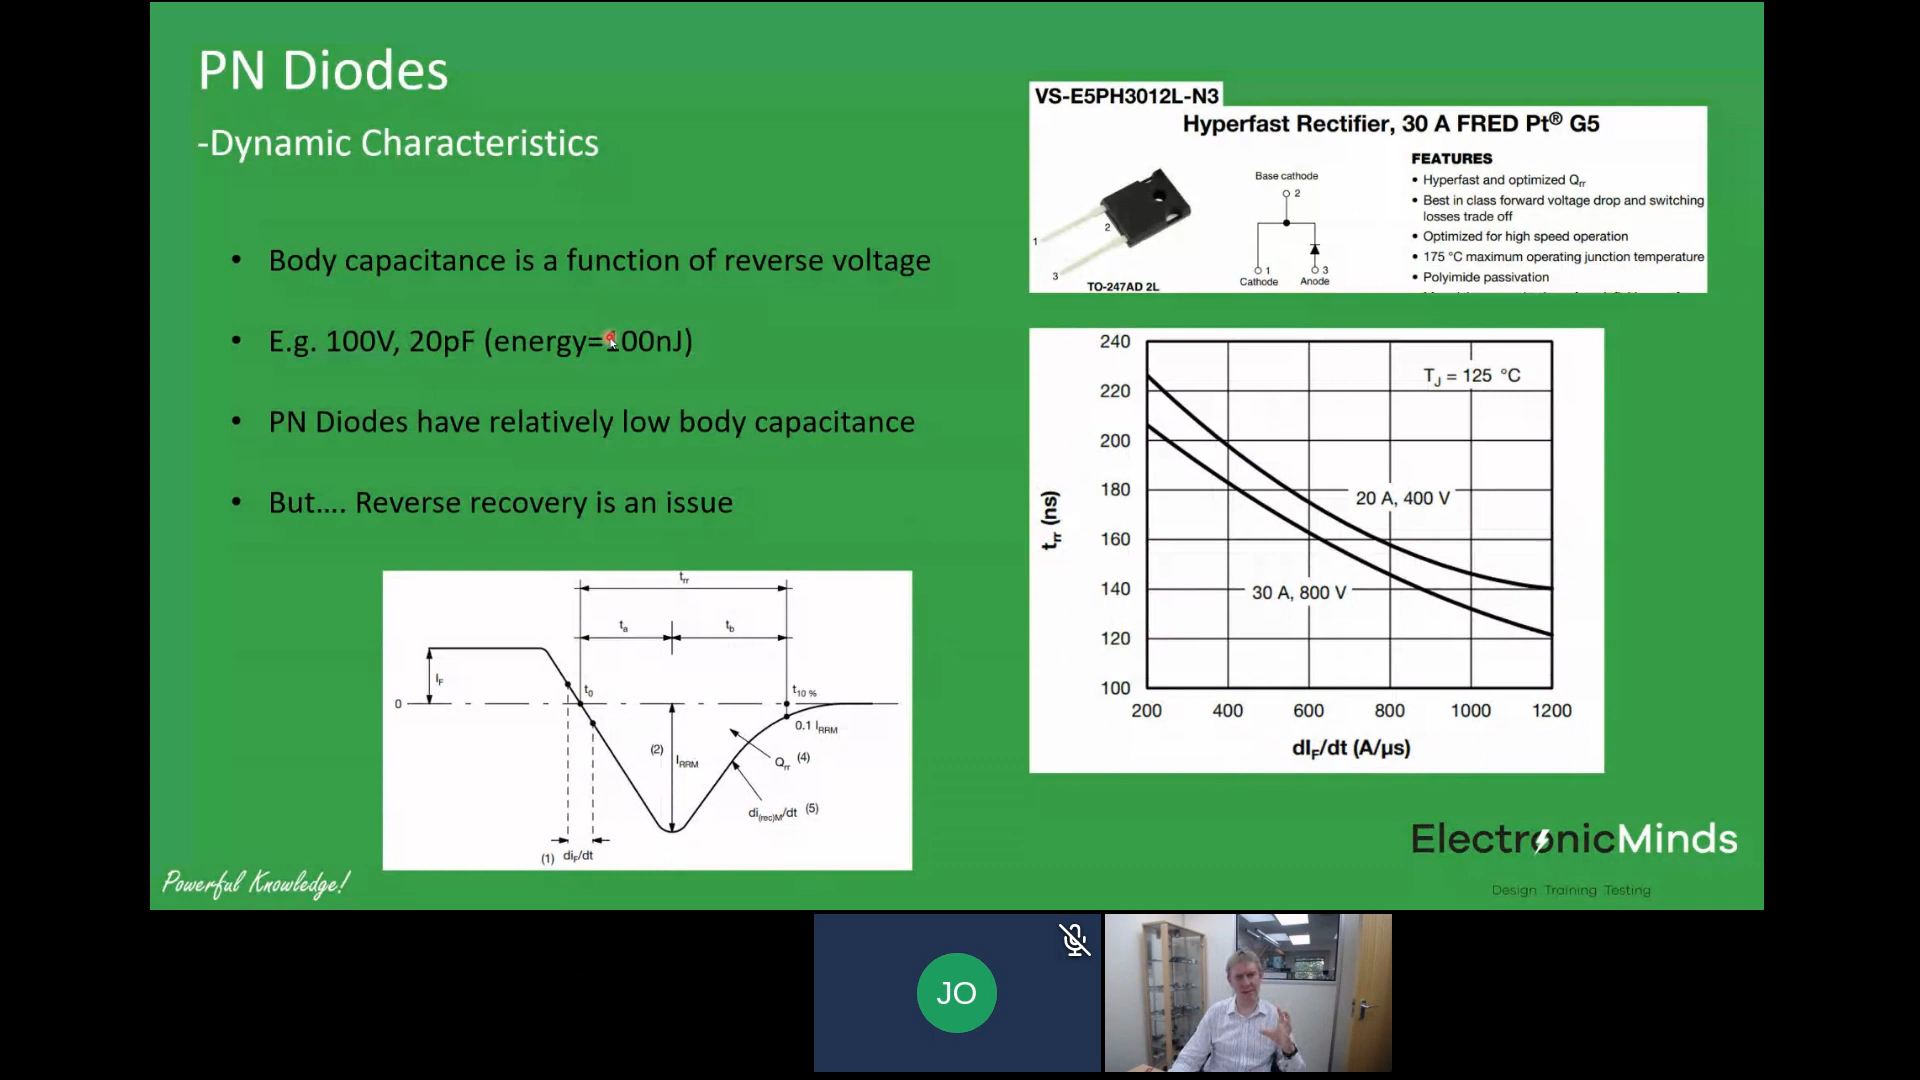 PN Diodes
-Dynamic Characteristics
• Body capacitance is a function of reverse voltage
• E.g. 100V, 20pF (energy=100nJ)
• PN Diodes have relatively low body capacitance
• But.... Reverse recovery is an issue
VS-E5PH3012L-N3
Hyperfast Rectifier, 30 A FRED Pt® G5
Base cathode
2
1
Cathode
3
Anode
1
2
3
TO-247AD 2L
FEATURES
• Hyperfast and optimized Qrr
• Best in class forward voltage drop and switching
losses trade off
• Optimized for high speed operation
• 175 °C maximum operating junction temperature
• Polyimide passivation
240
220
200
180
160
140
120
100
trr (ns)
TJ = 125 °C
20 A, 400 V
30 A, 800 V
200 400 600 800 1000 1200
dIF/dt (A/µs)
trr
ta
tb
IF
0
t0
t10 %
0.1 IRRM
(2)
IRRM
Qrr (4)
di(rec)M/dt (5)
(1) diF/dt
Powerful Knowledge!
ElectronicMinds
Design Training Testing
JO